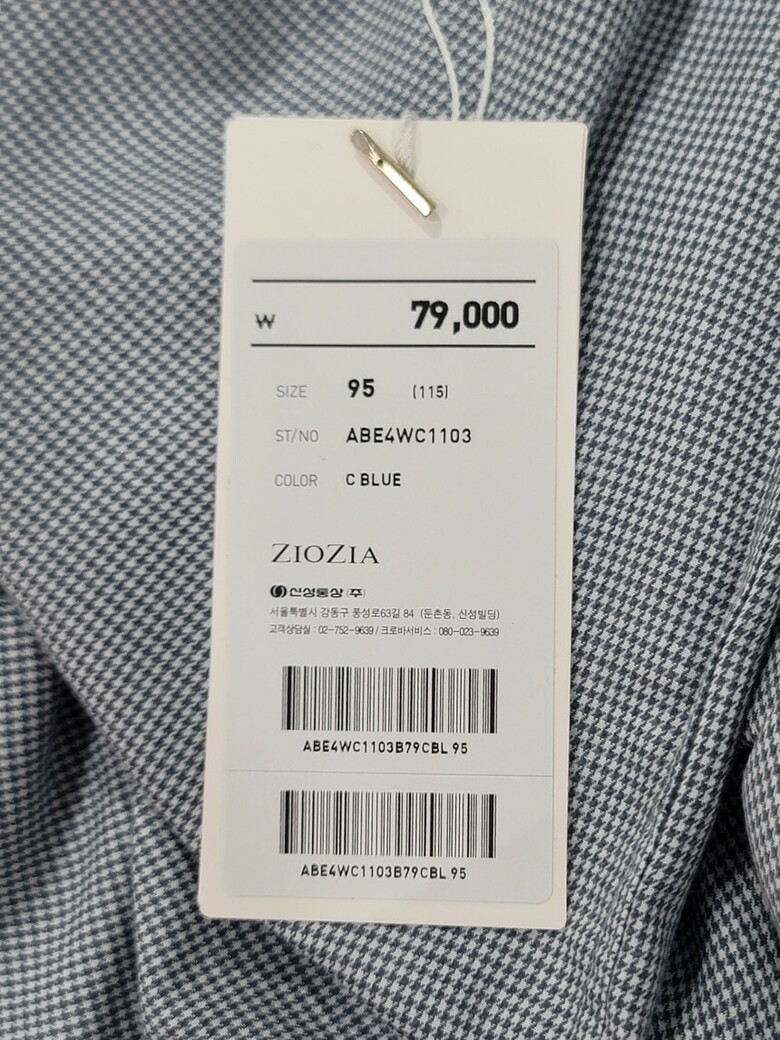 ₩ 79,000
SIZE 95 (115)
ST/NO ABE4WC1103
COLOR C BLUE
ZIOZIA
신성통상 (주)
서울특별시 강동구 풍성로63길 84 (둔촌동, 신성빌딩)
고객상담실 : 02-752-9639 / 크로바서비스 : 080-023-9639
ABE4WC1103B79CBL 95
ABE4WC1103B79CBL 95